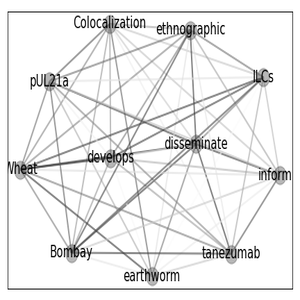 Colocalization
ethnographic
pUL21a
ILCs
Wheat
develops
disseminate
inform
Bombay
tanezumab
earthworm